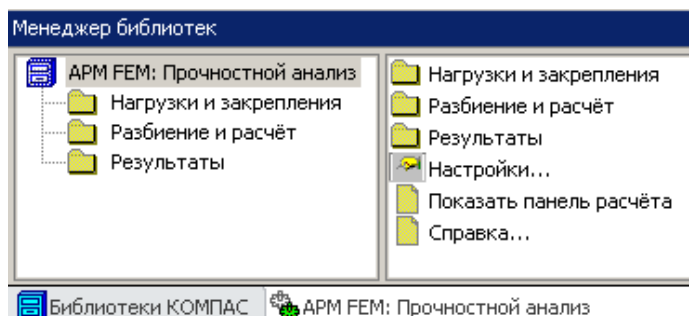 Менеджер библиотек
APM FEM: Прочностной анализ
Нагрузки и закрепления
Разбиение и расчёт
Результаты
Нагрузки и закрепления
Разбиение и расчёт
Результаты
Настройки...
Показать панель расчёта
Справка...
Библиотеки КОМПАС
APM FEM: Прочностной анализ